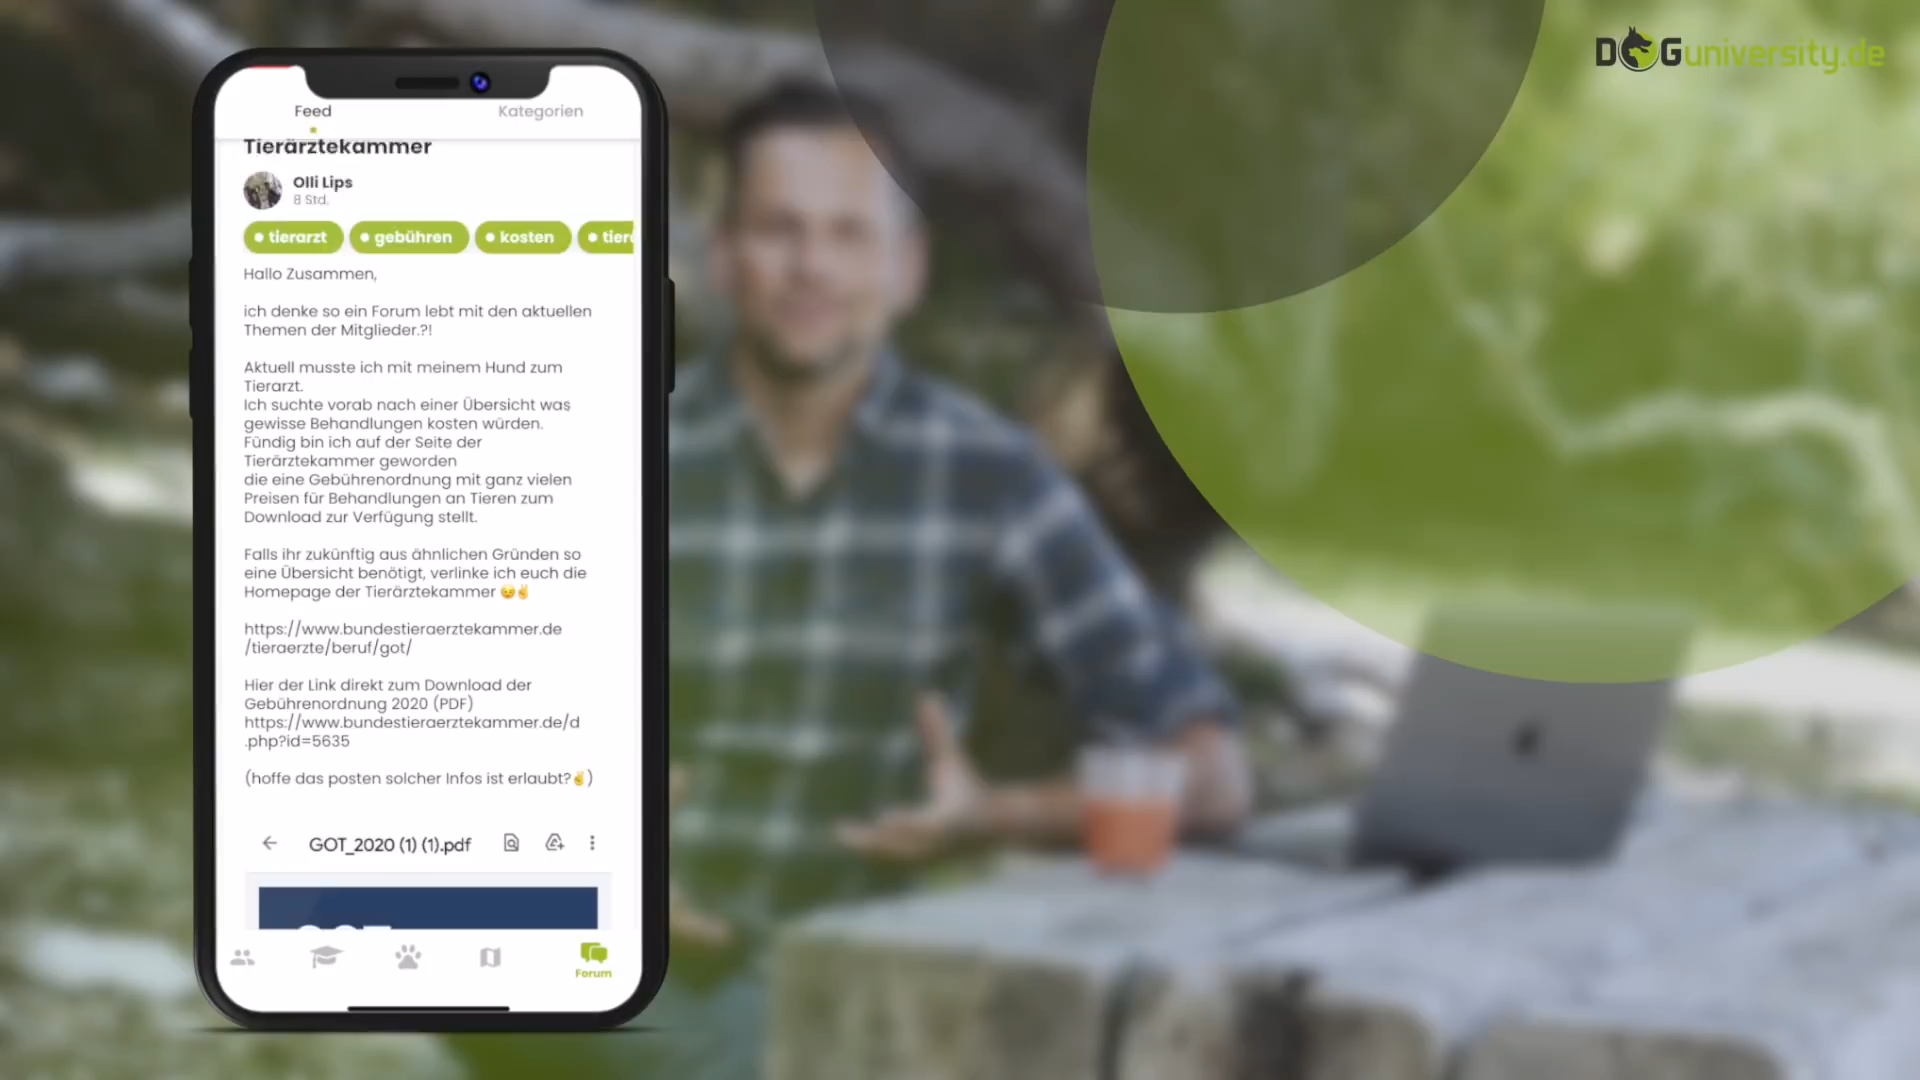 DOGuniversity.de
Feed
Kategorien
Tierärztekammer
Olli Lips
8 Std.
tierarzt
gebühren
kosten
Hallo Zusammen,
ich denke so ein Forum lebt mit den aktuellen
Themen der Mitglieder.?!
Aktuell musste ich mit meinem Hund zum
Tierarzt.
Ich suchte vorab nach einer Übersicht was
gewisse Behandlungen kosten würden.
Fündig bin ich auf der Seite der
Tierärztekammer geworden
die eine Gebührenordnung mit ganz vielen
Preisen für Behandlungen an Tieren zum
Download zur Verfügung stellt.
Falls ihr zukünftig aus ähnlichen Gründen so
eine Übersicht benötigt, verlinke ich euch die
Homepage der Tierärztekammer 😉✌
https://www.bundestieraerztekammer.de
/tieraerzte/beruf/got/
Hier der Link direkt zum Download der
Gebührenordnung 2020 (PDF)
https://www.bundestieraerztekammer.de/d
.php?id=5635
(hoffe das posten solcher Infos ist erlaubt?✌)
GOT_2020 (1) (1).pdf
Forum